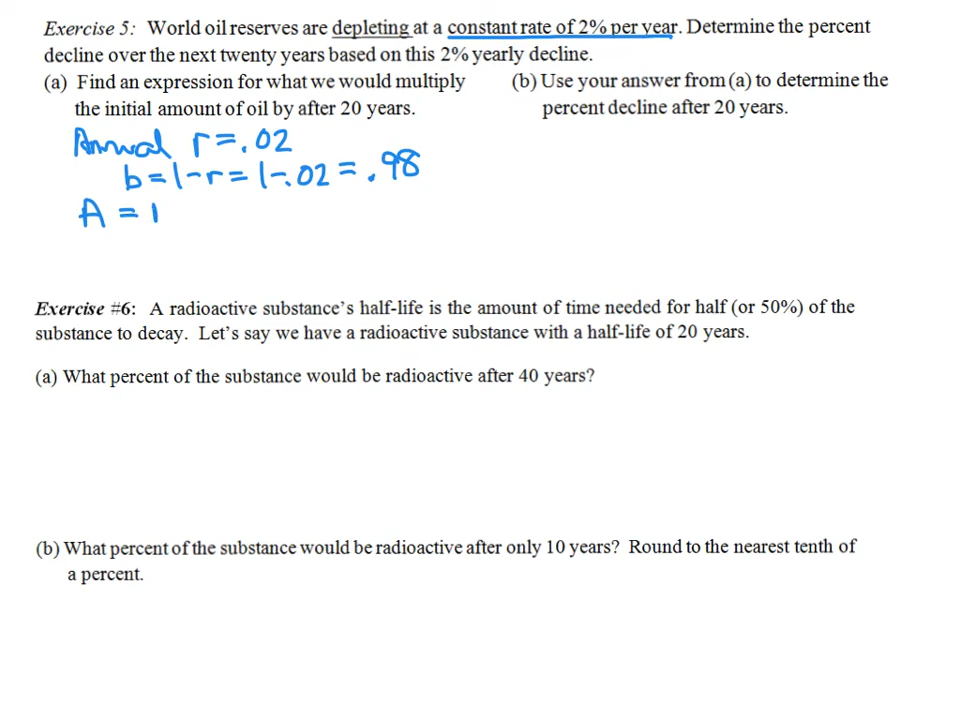 Exercise 5: World oil reserves are depleting at a constant rate of 2% per year. Determine the percent
decline over the next twenty years based on this 2% yearly decline.
(a) Find an expression for what we would multiply
the initial amount of oil by after 20 years.
(b) Use your answer from (a) to determine the
percent decline after 20 years.
Annual r = .02
b = 1 - r = 1 - .02 = .98
A = 1
Exercise #6: A radioactive substance's half-life is the amount of time needed for half (or 50%) of the
substance to decay. Let's say we have a radioactive substance with a half-life of 20 years.
(a) What percent of the substance would be radioactive after 40 years?
(b) What percent of the substance would be radioactive after only 10 years? Round to the nearest tenth of
a percent.